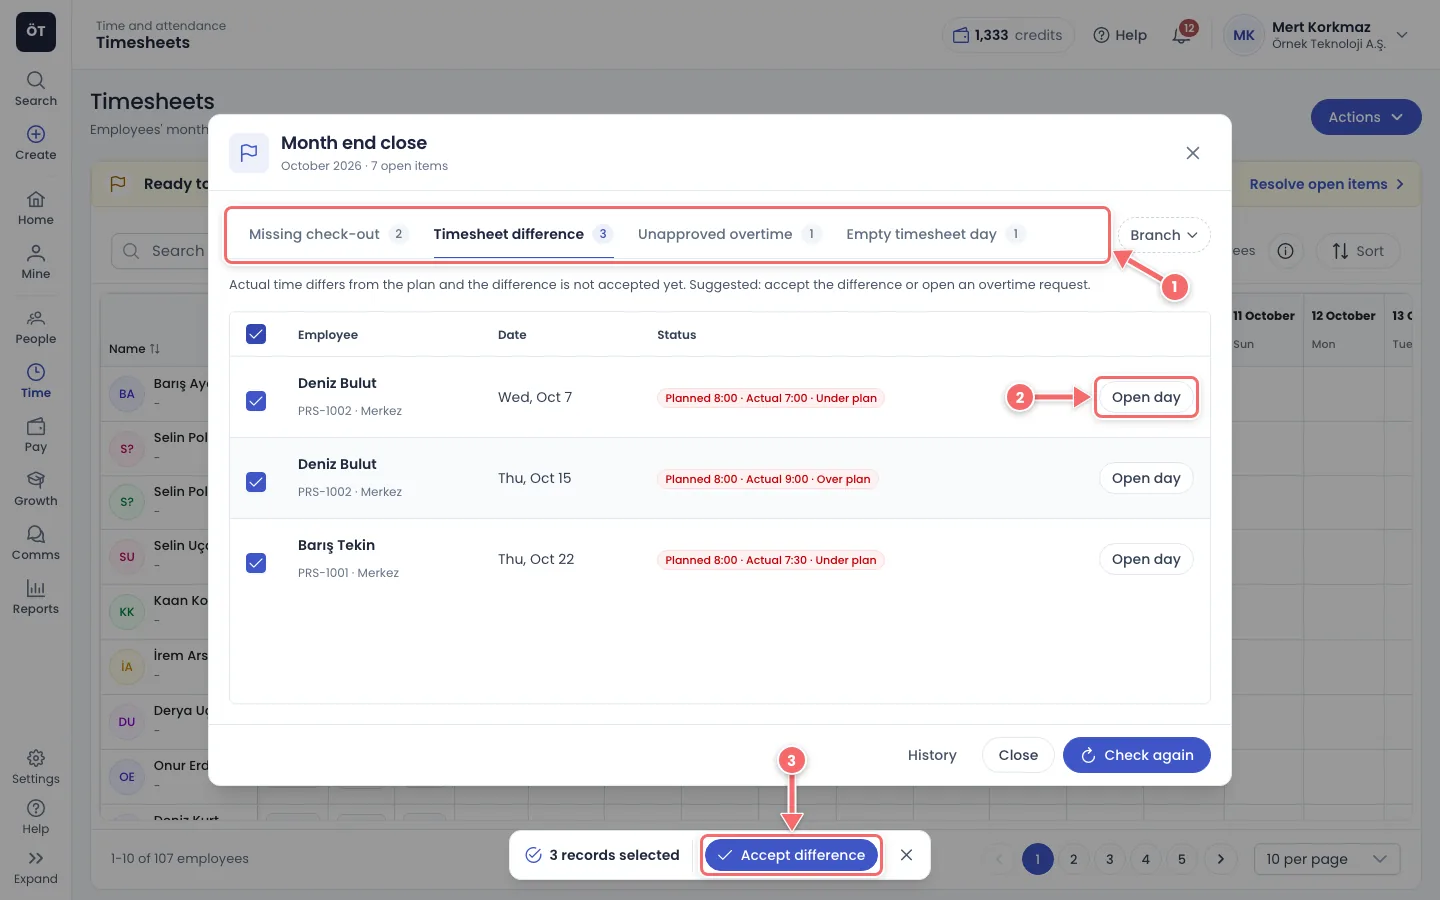 ÖT
Time and attendance
Timesheets
1,333 credits
Help
12
MK
Mert Korkmaz
Örnek Teknoloji A.Ş.
Search
Create
Home
Mine
People
Time
Pay
Growth
Comms
Reports
Settings
Help
Expand
Timesheets
Employees' month
Actions
Ready to
Resolve open items
Search
ees
Sort
Name
11 October
12 October
13 O
Sun
Mon
Tue
BA
Barış Ay
-
S?
Selin Pol
-
S?
Selin Pol
-
SU
Selin Uç
-
KK
Kaan Ko
-
İA
İrem Ars
-
DU
Derya U
-
OE
Onur Erd
-
Deniz Kurt
1-10 of 107 employees
1
2
3
4
5
10 per page
Month end close
October 2026 · 7 open items
Missing check-out 2
Timesheet difference 3
Unapproved overtime 1
Empty timesheet day 1
Branch
1
Actual time differs from the plan and the difference is not accepted yet. Suggested: accept the difference or open an overtime request.
Employee
Date
Status
Deniz Bulut
PRS-1002 · Merkez
Wed, Oct 7
Planned 8:00 · Actual 7:00 · Under plan
2
Open day
Deniz Bulut
PRS-1002 · Merkez
Thu, Oct 15
Planned 8:00 · Actual 9:00 · Over plan
Open day
Barış Tekin
PRS-1001 · Merkez
Thu, Oct 22
Planned 8:00 · Actual 7:30 · Under plan
Open day
History
Close
Check again
3
3 records selected
Accept difference